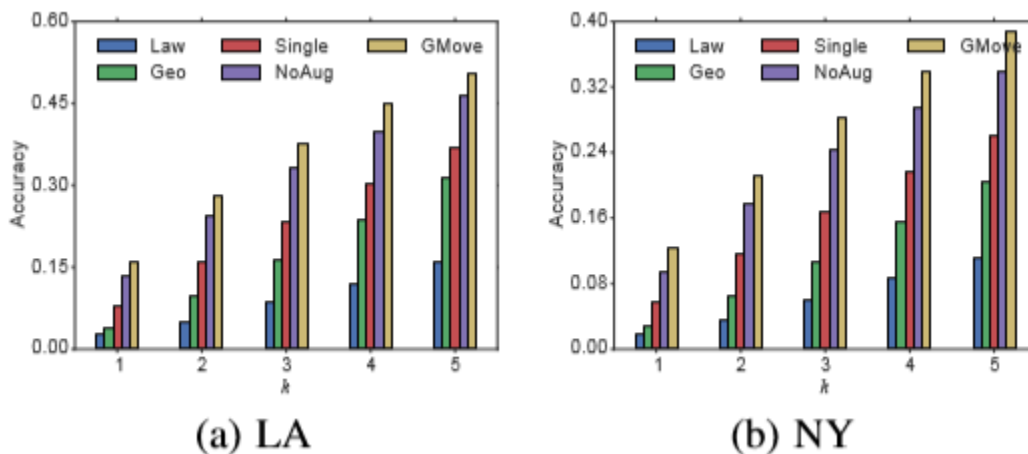 0.60
Law Single GMove
Geo NoAug
0.45
0.30
0.15
0.00
Accuracy
1 2 3 4 5
k
(a) LA
0.40
Law Single GMove
Geo NoAug
0.32
0.24
0.16
0.08
0.00
Accuracy
1 2 3 4 5
k
(b) NY